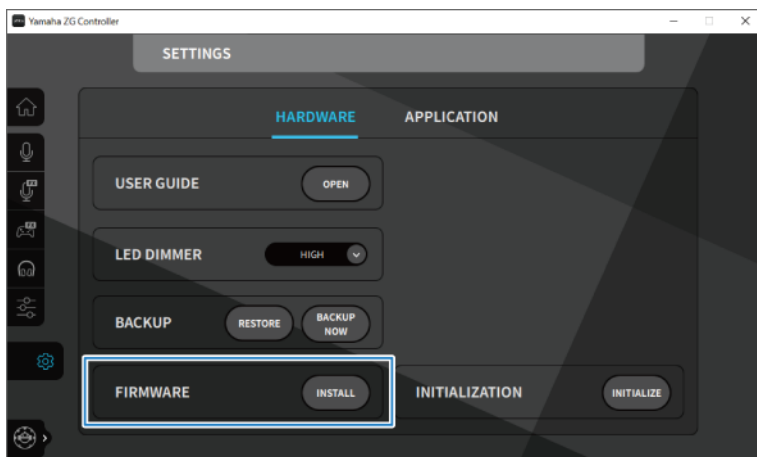 Yamaha ZG Controller
SETTINGS
HARDWARE
APPLICATION
USER GUIDE
OPEN
LED DIMMER
HIGH
BACKUP
RESTORE
BACKUP
NOW
FIRMWARE
INSTALL
INITIALIZATION
INITIALIZE